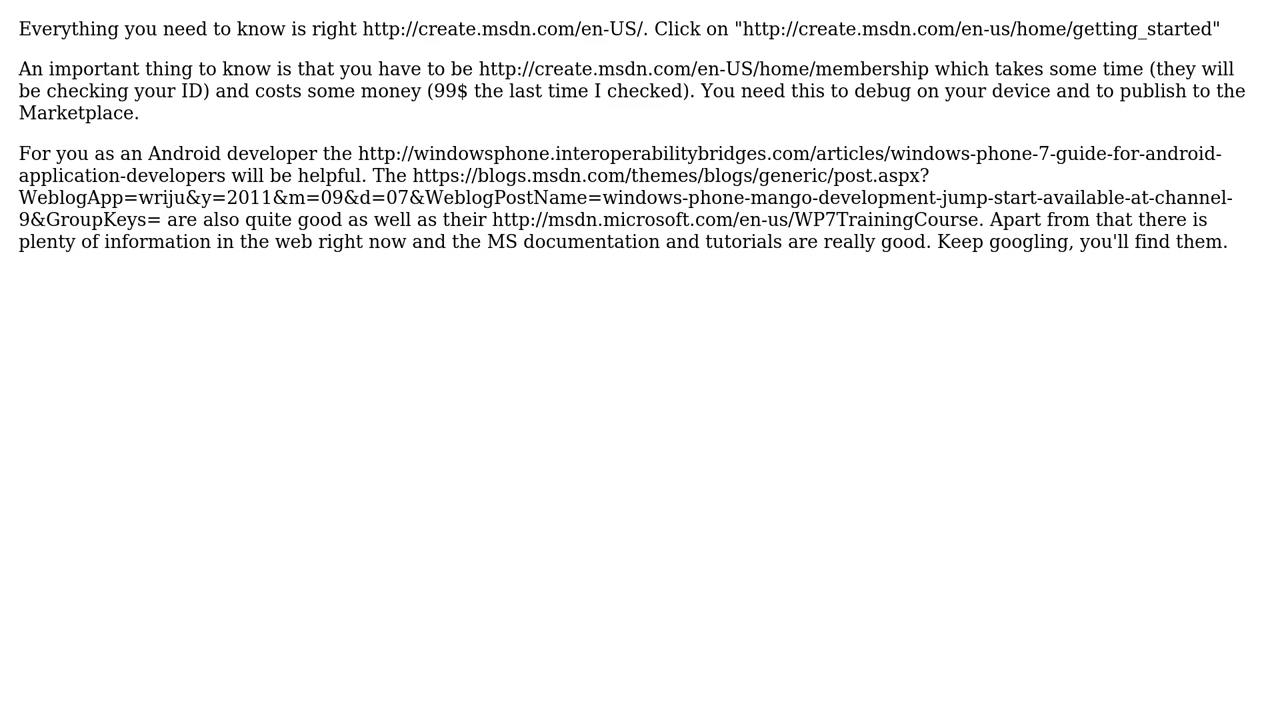 Everything you need to know is right http://create.msdn.com/en-US/. Click on "http://create.msdn.com/en-us/home/getting_started"
An important thing to know is that you have to be http://create.msdn.com/en-US/home/membership which takes some time (they will
be checking your ID) and costs some money (99$ the last time I checked). You need this to debug on your device and to publish to the
Marketplace.
For you as an Android developer the http://windowsphone.interoperabilitybridges.com/articles/windows-phone-7-guide-for-android-
application-developers will be helpful. The https://blogs.msdn.com/themes/blogs/generic/post.aspx?
WeblogApp=wriju&y=2011&m=09&d=07&WeblogPostName=windows-phone-mango-development-jump-start-available-at-channel-
9&GroupKeys= are also quite good as well as their http://msdn.microsoft.com/en-us/WP7TrainingCourse. Apart from that there is
plenty of information in the web right now and the MS documentation and tutorials are really good. Keep googling, you'll find them.